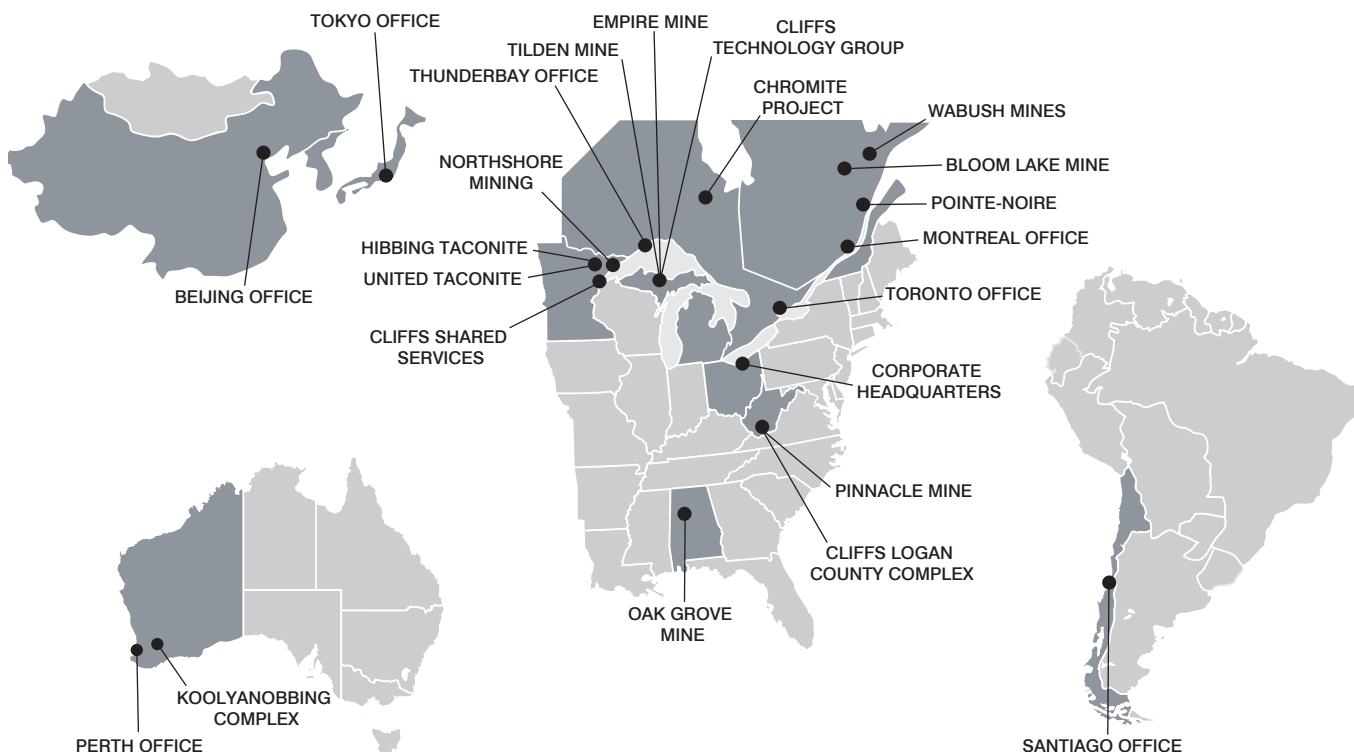 TOKYO OFFICE
EMPIRE MINE
CLIFFS
TECHNOLOGY GROUP
TILDEN MINE
THUNDERBAY OFFICE
CHROMITE
PROJECT
WABUSH MINES
NORTHSHORE
MINING
BLOOM LAKE MINE
POINTE-NOIRE
HIBBING TACONITE
MONTREAL OFFICE
UNITED TACONITE
BEIJING OFFICE
TORONTO OFFICE
CLIFFS SHARED
SERVICES
CORPORATE
HEADQUARTERS
PINNACLE MINE
CLIFFS LOGAN
COUNTY COMPLEX
OAK GROVE
MINE
KOOLYANOBBING
COMPLEX
PERTH OFFICE
SANTIAGO OFFICE